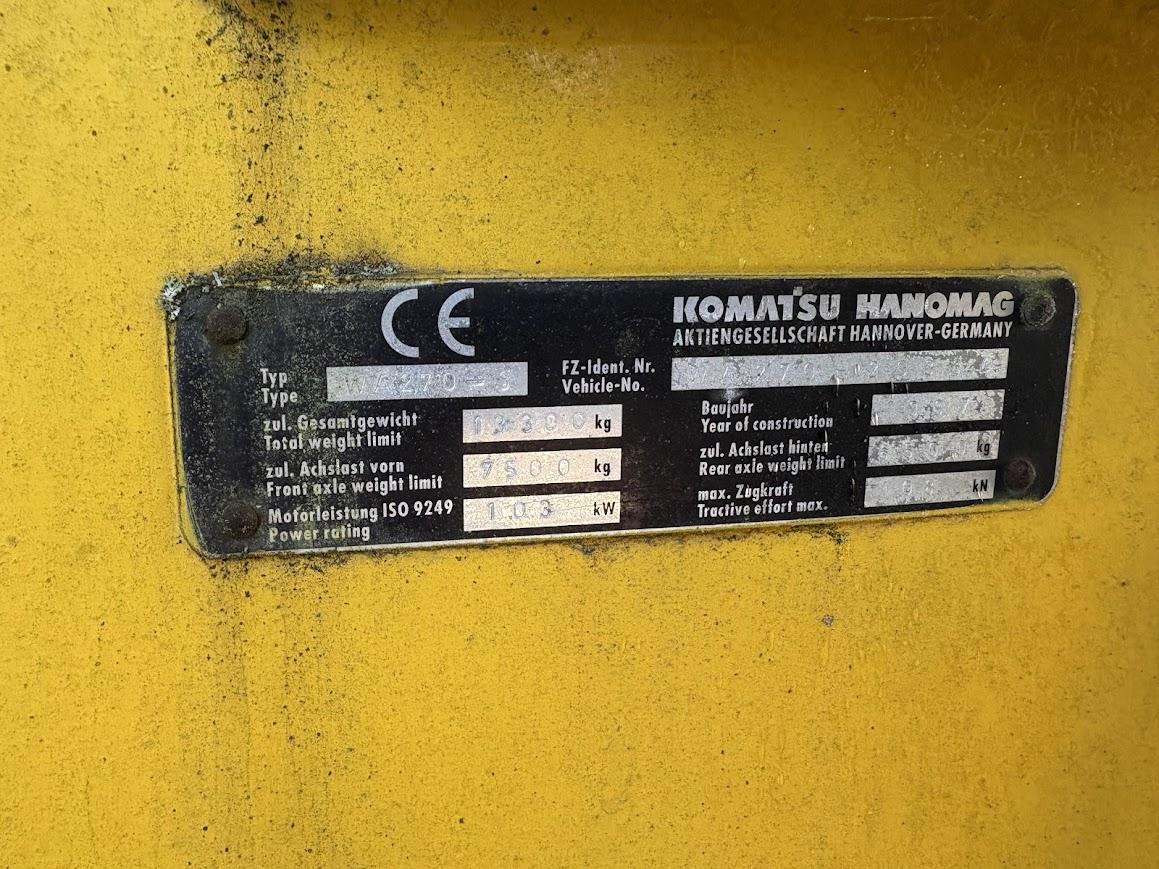 CE
KOMATSU HANOMAG
AKTIENGESELLSCHAFT HANNOVER-GERMANY
Typ
Type
WA270-3
FZ-Ident. Nr.
Vehicle-No.
zul. Gesamtgewicht
Total weight limit
kg
Baujahr
Year of construction
zul. Achslast vorn
Front axle weight limit
kg
zul. Achslast hinten
Rear axle weight limit
kg
Motorleistung ISO 9249
Power rating
103 kW
max. Zugkraft
Tractive effort max.
kN